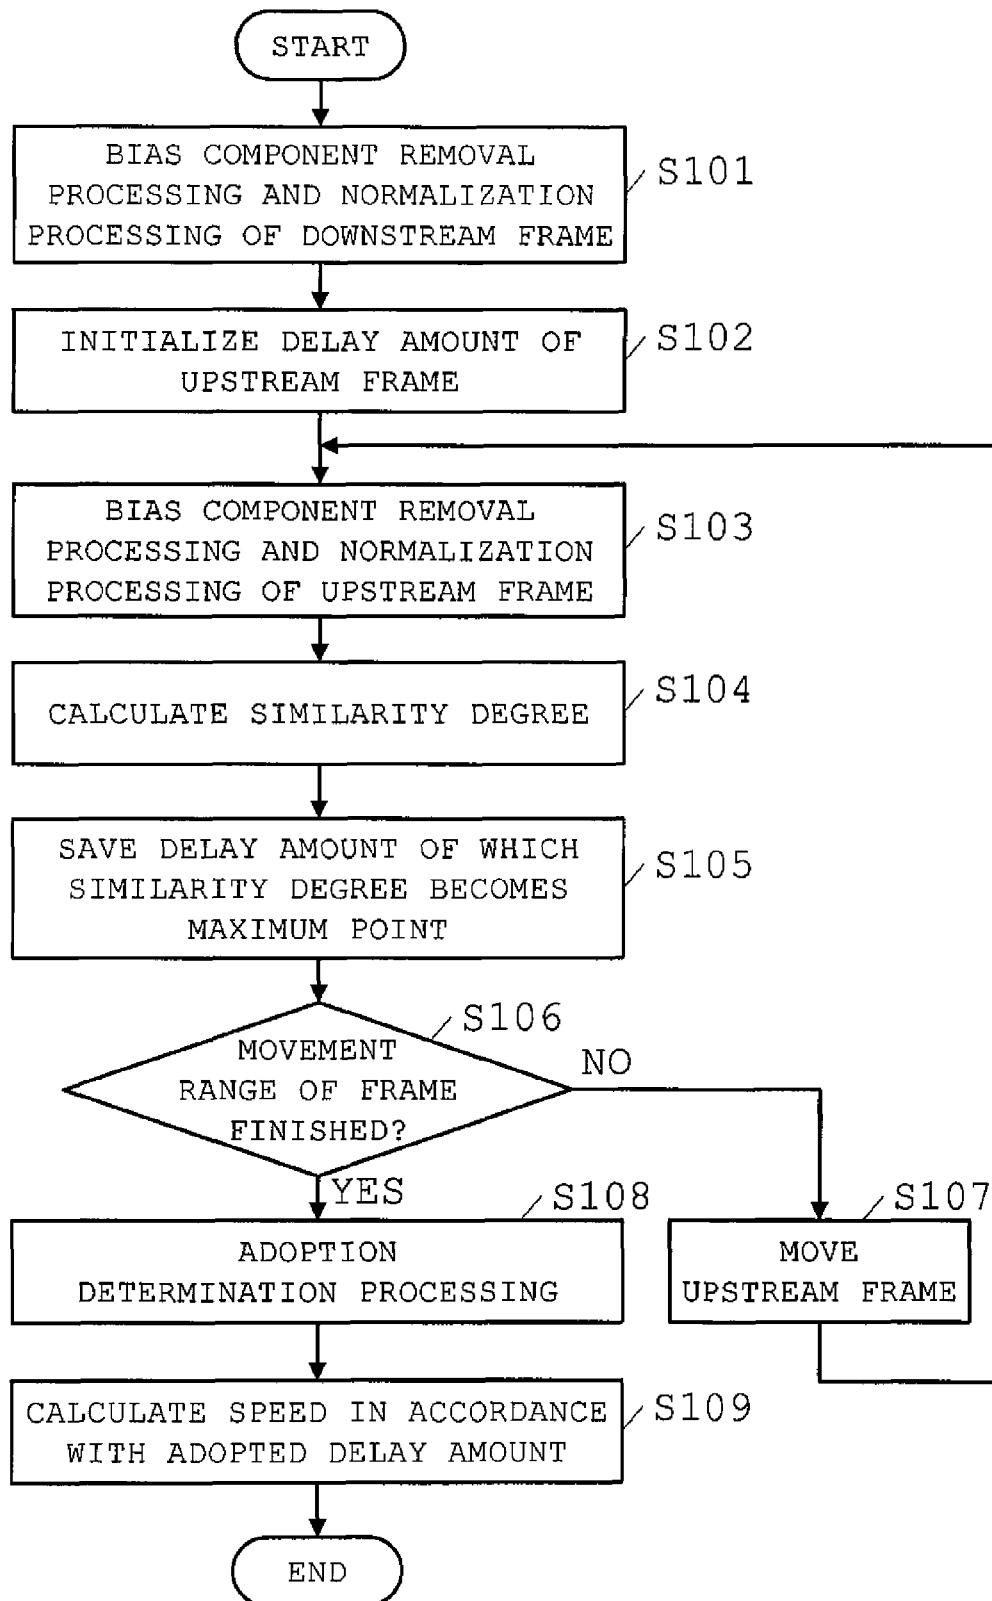 START
BIAS COMPONENT REMOVAL
PROCESSING AND NORMALIZATION
PROCESSING OF DOWNSTREAM FRAME
S101
INITIALIZE DELAY AMOUNT OF
UPSTREAM FRAME
S102
BIAS COMPONENT REMOVAL
PROCESSING AND NORMALIZATION
PROCESSING OF UPSTREAM FRAME
S103
CALCULATE SIMILARITY DEGREE
S104
SAVE DELAY AMOUNT OF WHICH
SIMILARITY DEGREE BECOMES
MAXIMUM POINT
S105
MOVEMENT
RANGE OF FRAME
FINISHED?
S106
NO
YES
S107
MOVE
UPSTREAM FRAME
S108
ADOPTION
DETERMINATION PROCESSING
CALCULATE SPEED IN ACCORDANCE
WITH ADOPTED DELAY AMOUNT
S109
END